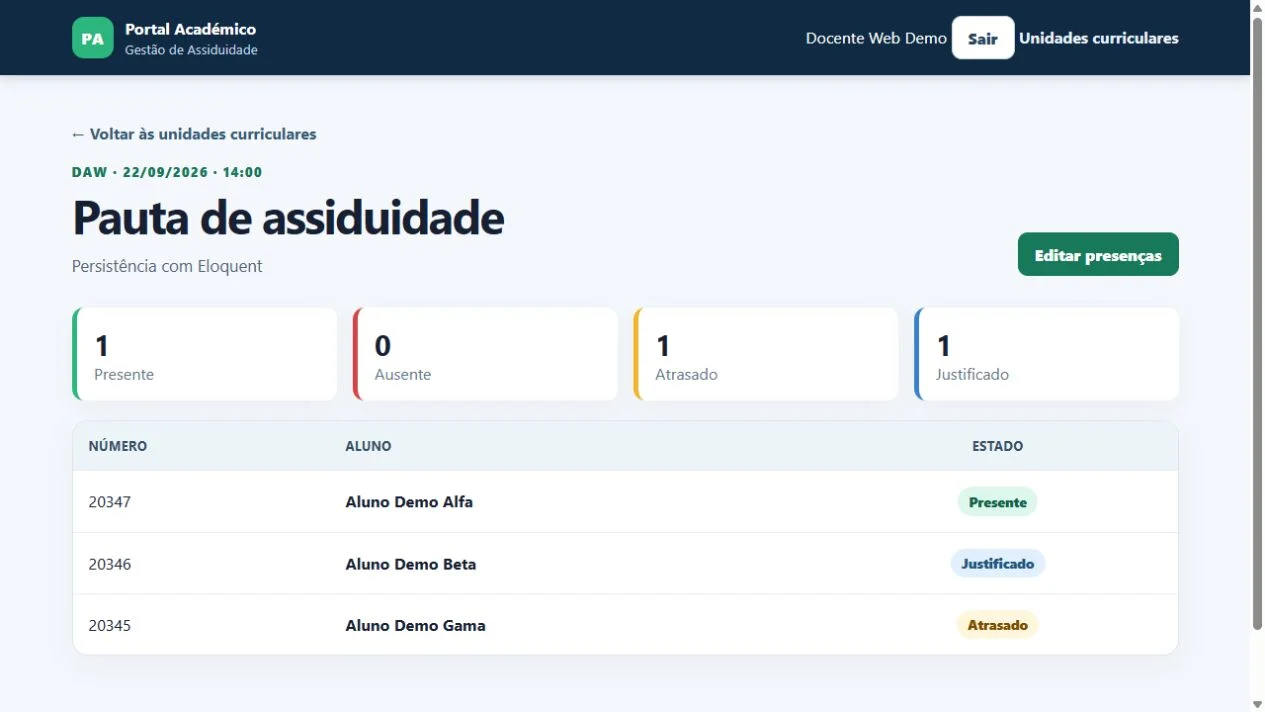 PA
Portal Académico
Gestão de Assiduidade
Docente Web Demo Sair Unidades curriculares
← Voltar às unidades curriculares
DAW · 22/09/2026 · 14:00
Pauta de assiduidade
Persistência com Eloquent
Editar presenças
1
Presente
0
Ausente
1
Atrasado
1
Justificado
NÚMERO ALUNO ESTADO
20347 Aluno Demo Alfa Presente
20346 Aluno Demo Beta Justificado
20345 Aluno Demo Gama Atrasado